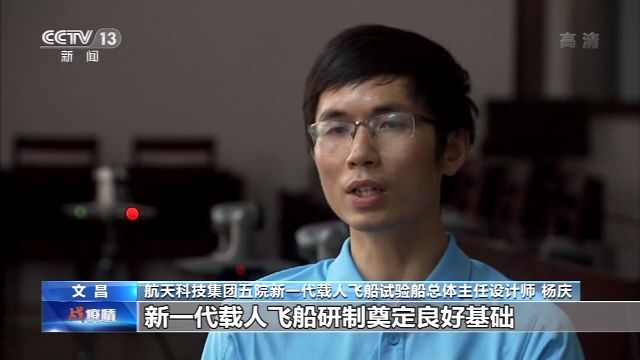 CCTV 13
新闻
高清
文昌
航天科技集团五院新一代载人飞船试验船总体主任设计师 杨庆
战疫情
新一代载人飞船研制奠定良好基础